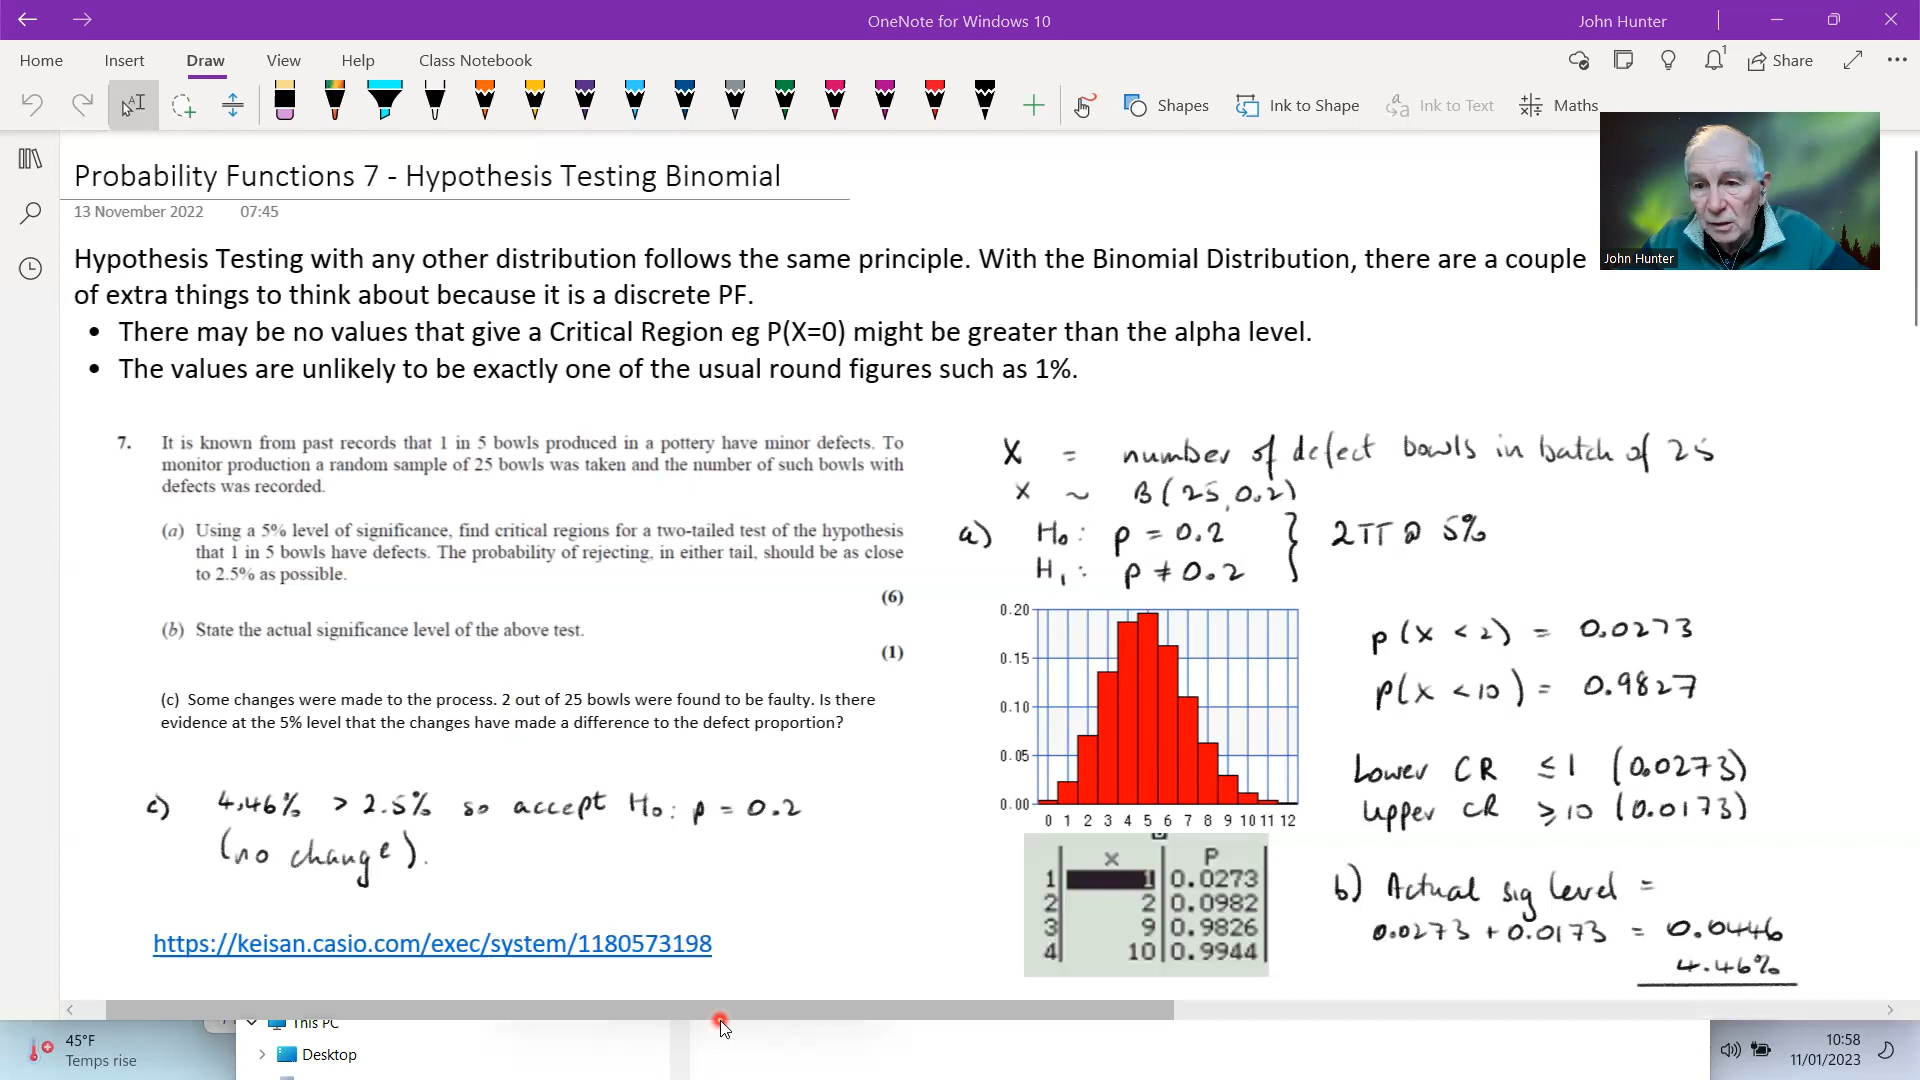 OneNote for Windows 10
John Hunter
Home Insert Draw View Help Class Notebook
1
Share
Shapes Ink to Shape Ink to Text Maths
John Hunter
Probability Functions 7 - Hypothesis Testing Binomial
13 November 2022 07:45
Hypothesis Testing with any other distribution follows the same principle. With the Binomial Distribution, there are a couple
of extra things to think about because it is a discrete PF.
• There may be no values that give a Critical Region eg P(X=0) might be greater than the alpha level.
• The values are unlikely to be exactly one of the usual round figures such as 1%.
7. It is known from past records that 1 in 5 bowls produced in a pottery have minor defects. To
monitor production a random sample of 25 bowls was taken and the number of such bowls with
defects was recorded.
(a) Using a 5% level of significance, find critical regions for a two-tailed test of the hypothesis
that 1 in 5 bowls have defects. The probability of rejecting, in either tail, should be as close
to 2.5% as possible.
(6)
(b) State the actual significance level of the above test.
(1)
(c) Some changes were made to the process. 2 out of 25 bowls were found to be faulty. Is there
evidence at the 5% level that the changes have made a difference to the defect proportion?
c) 4.46% > 2.5% so accept H0: p = 0.2
(no change).
https://keisan.casio.com/exec/system/1180573198
X = number of defect bowls in batch of 25
X ~ B(25, 0.2)
a) H0: p = 0.2 } 2TT @ 5%
H1: p ≠ 0.2
0.20
0.15
0.10
0.05
0.00
0 1 2 3 4 5 6 7 8 9 10 11 12
x P
1 1 0.0273
2 2 0.0982
3 9 0.9826
4 10 0.9944
p(x < 2) = 0.0273
p(x < 10) = 0.9827
Lower CR ≤ 1 (0.0273)
Upper CR ≥ 10 (0.0173)
b) Actual sig level =
0.0273 + 0.0173 = 0.0446
4.46%
This PC
Desktop
45°F
Temps rise
10:58
11/01/2023